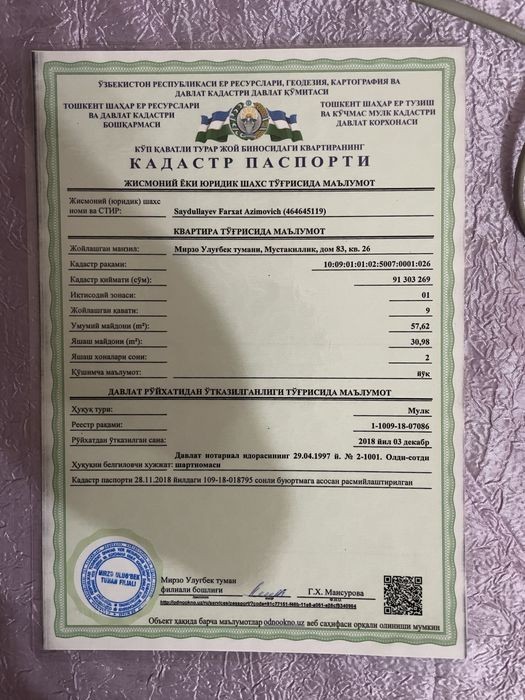 ЎЗБЕКИСТОН РЕСПУБЛИКАСИ ЕР РЕСУРСЛАРИ, ГЕОДЕЗИЯ, КАРТОГРАФИЯ ВА
ДАВЛАТ КАДАСТРИ ДАВЛАТ ҚЎМИТАСИ
ТОШКЕНТ ШАҲАР ЕР РЕСУРСЛАРИ
ВА ДАВЛАТ КАДАСТРИ
БОШҚАРМАСИ
ТОШКЕНТ ШАҲАР ЕР ТУЗИШ
ВА КЎЧМАС МУЛК КАДАСТРИ
ДАВЛАТ КОРХОНАСИ
КЎП ҚАВАТЛИ ТУРАР ЖОЙ БИНОСИДАГИ КВАРТИРАНИНГ
КАДАСТР ПАСПОРТИ
ЖИСМОНИЙ ЁКИ ЮРИДИК ШАХС ТЎҒРИСИДА МАЪЛУМОТ
Жисмоний (юридик) шахс
номи ва СТИР: Saydullayev Farxat Azimovich (464645119)
КВАРТИРА ТЎҒРИСИДА МАЪЛУМОТ
Жойлашган манзил: Мирзо Улуғбек тумани, Мустакиллик, дом 83, кв. 26
Кадастр рақами: 10:09:01:01:02:5007:0001:026
Кадастр қиймати (сўм): 91 303 269
Иқтисодий зонаси: 01
Жойлашган қавати: 9
Умумий майдони (m²): 57,62
Яшаш майдони (m²): 30,98
Яшаш хоналари сони: 2
Қўшимча маълумот: йўқ
ДАВЛАТ РЎЙХАТИДАН ЎТКАЗИЛГАНЛИГИ ТЎҒРИСИДА МАЪЛУМОТ
Ҳуқуқ тури: Мулк
Реестр рақами: 1-1009-18-07086
Рўйхатдан ўтказилган сана: 2018 йил 03 декабр
Давлат нотариал идорасининг 29.04.1997 й. № 2-1001. Олди-сотди
Ҳуқуқни белгиловчи ҳужжат: шартномаси
Кадастр паспорти 28.11.2018 йилдаги 109-18-018795 сонли буюртмага асосан расмийлаштирилган
MIRZO ULUG'BEK
TUMAN FILIALI
Мирзо Улуғбек туман
филиали бошлиғи
Г.Х. Мансурова
Ф.И.О.
Объект ҳақида барча маълумотлар odnookno.uz веб саҳифаси орқали олиниши мумкин